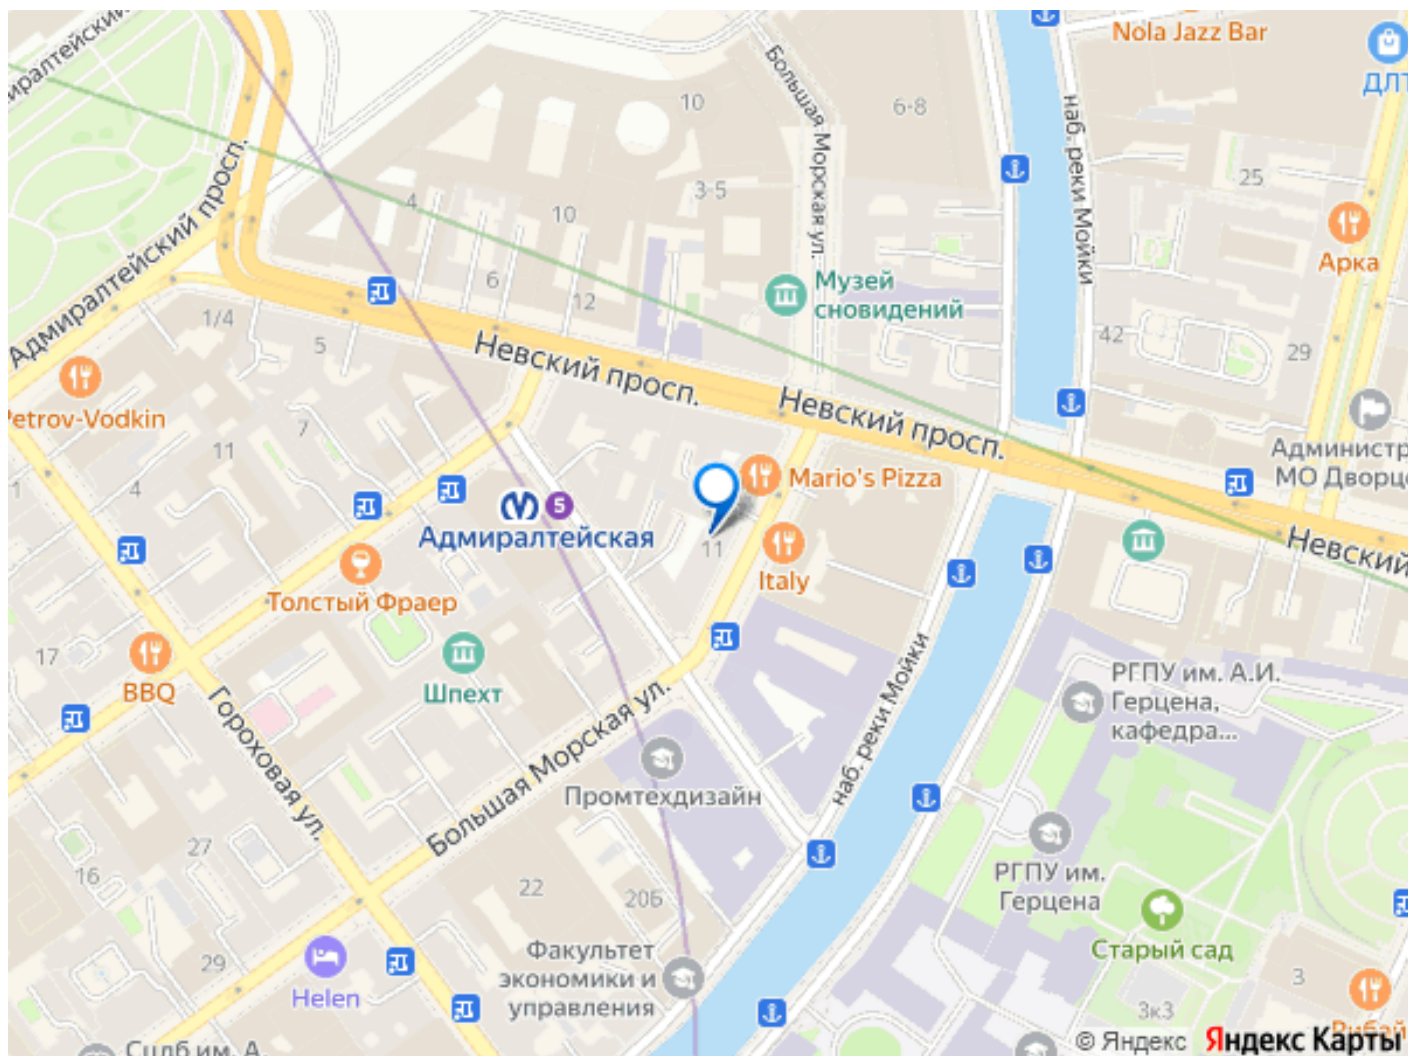 Nola Jazz Bar
ДЛТ
Адмиралтейский просп.
Большая Морская ул.
наб. реки Мойки
10
6-8
25
4
10
3-5
Арка
Музей
сновидений
6
12
1/4
5
42
29
Невский просп.
Невский просп.
Petrov-Vodkin
7
11
4
1
Mario's Pizza
Админист
МО Дворц
5
Адмиралтейская
11
Italy
Невский
Толстый Фраер
17
BBQ
Шпехт
Гороховая ул.
Большая Морская ул.
наб. реки Мойки
РГПУ им. А.И.
Герцена,
кафедра...
Промтехдизайн
27
16
22
20Б
РГПУ им.
Герцена
Старый сад
29
Helen
Факультет
экономики и
управления
3
3к3
© Яндекс Яндекс Карты